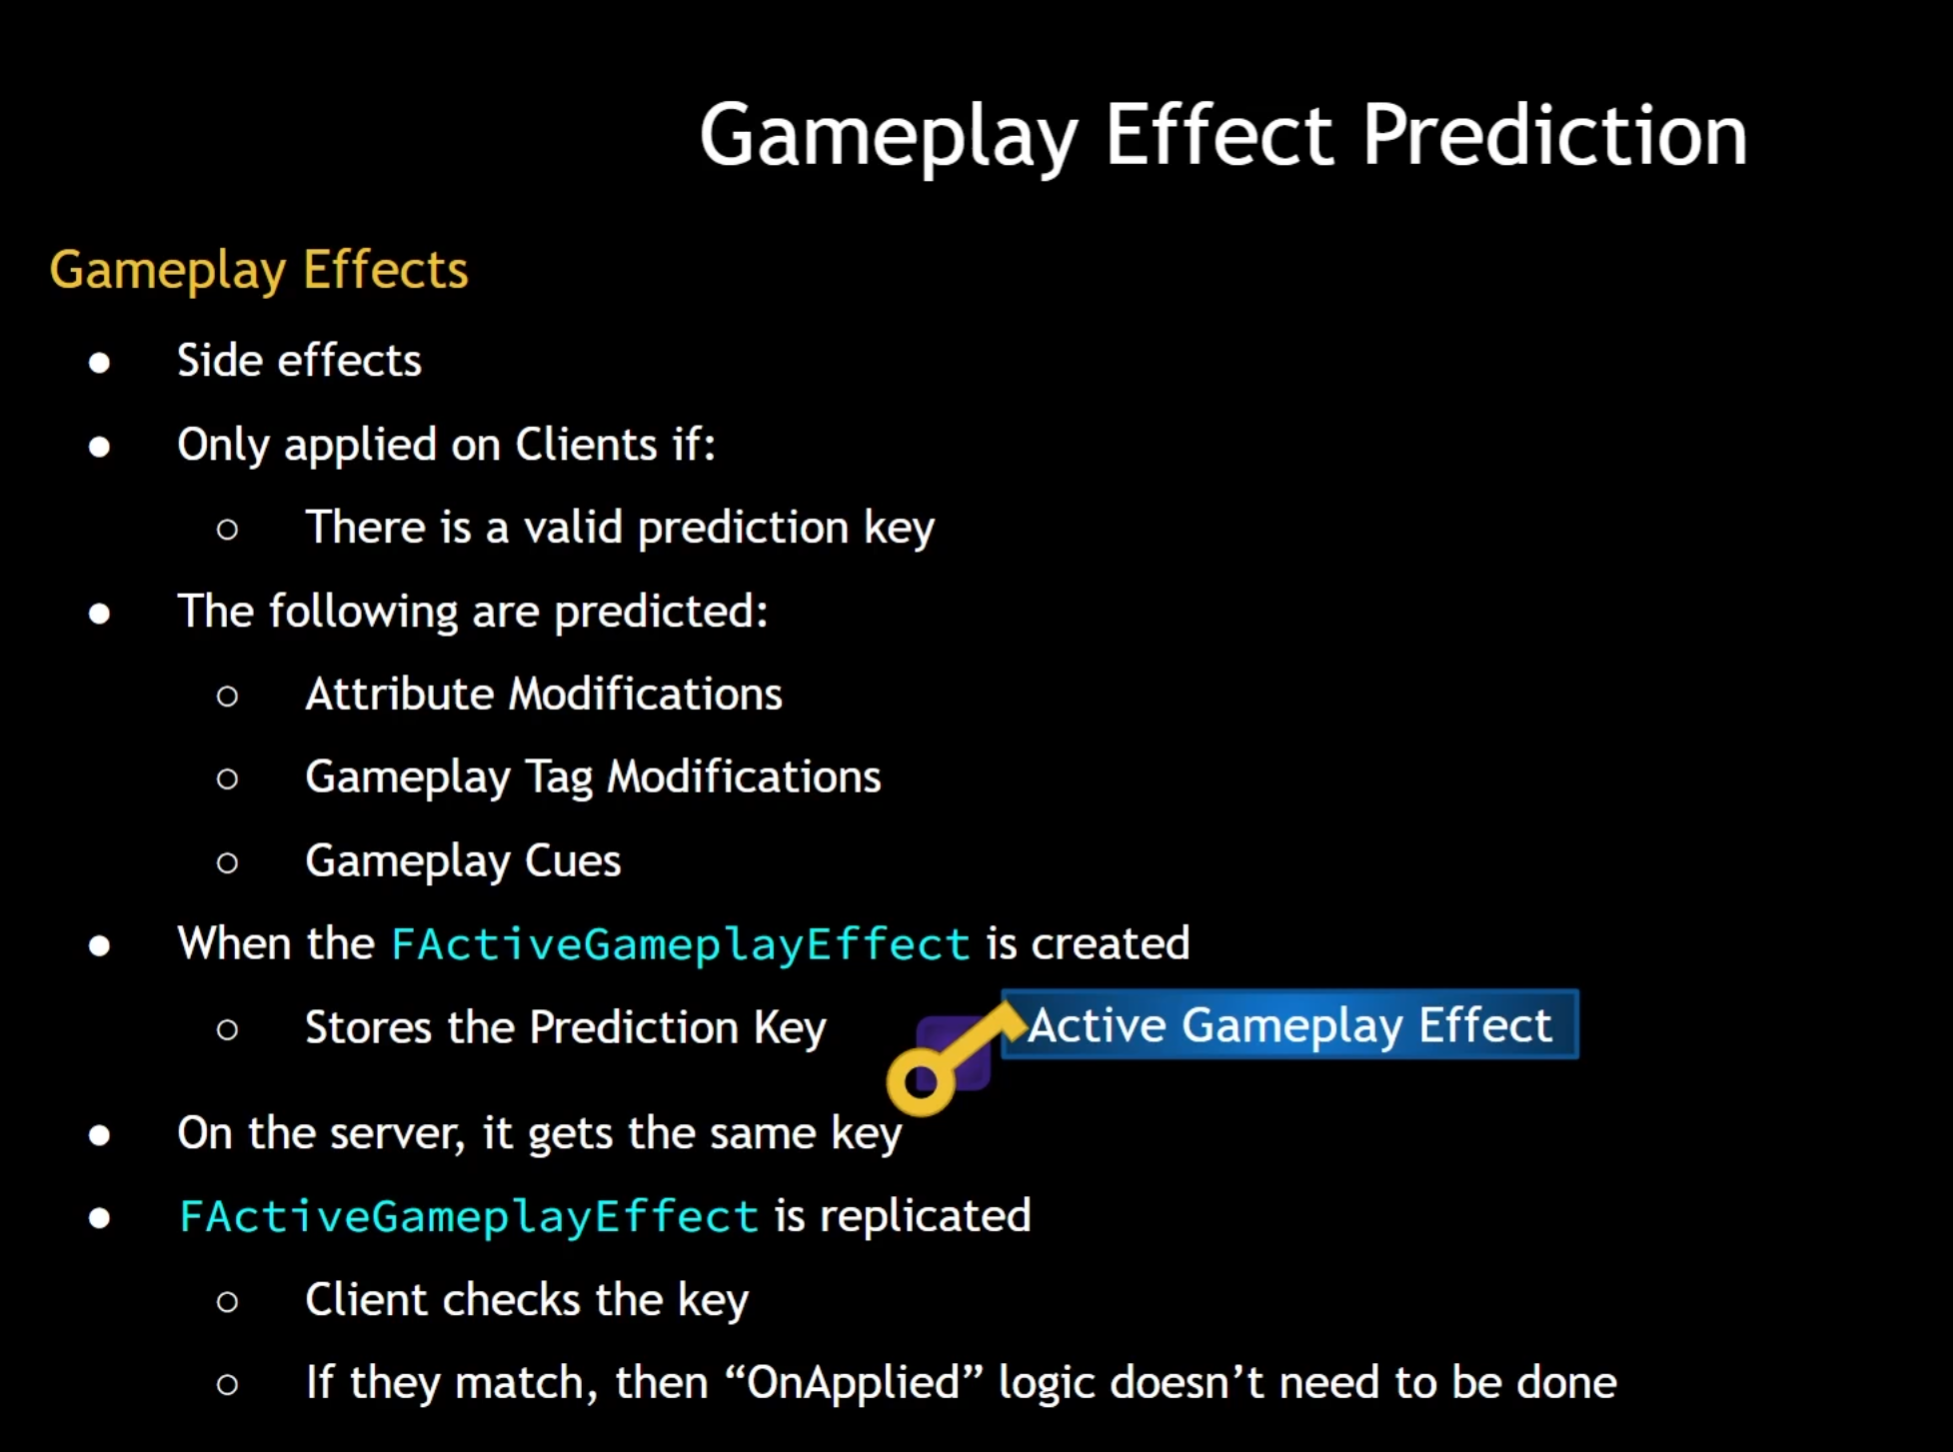 Gameplay Effect Prediction
Gameplay Effects
● Side effects
● Only applied on Clients if:
○ There is a valid prediction key
● The following are predicted:
○ Attribute Modifications
○ Gameplay Tag Modifications
○ Gameplay Cues
● When the FActiveGameplayEffect is created
○ Stores the Prediction Key
Active Gameplay Effect
● On the server, it gets the same key
● FActiveGameplayEffect is replicated
○ Client checks the key
○ If they match, then “OnApplied” logic doesn’t need to be done